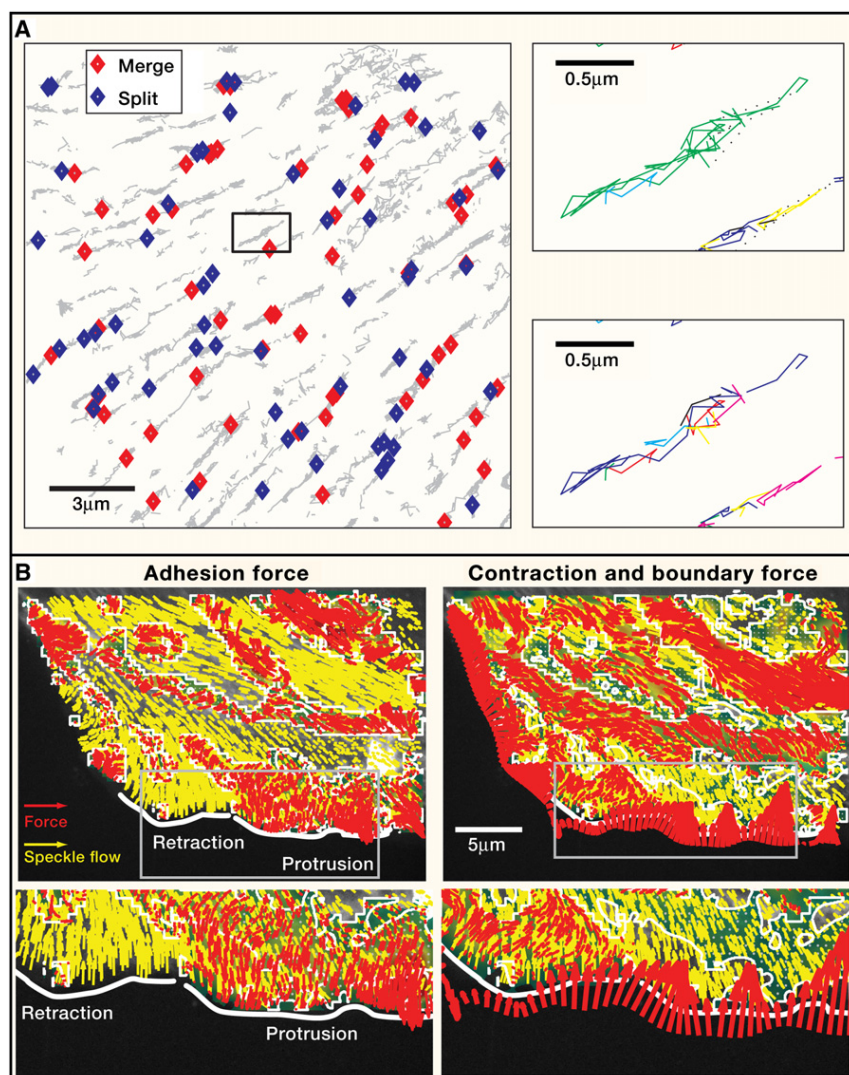 A
Merge
Split
3μm
0.5μm
0.5μm
B
Adhesion force
Contraction and boundary force
Force
Speckle flow
Retraction
Protrusion
5μm
Retraction
Protrusion